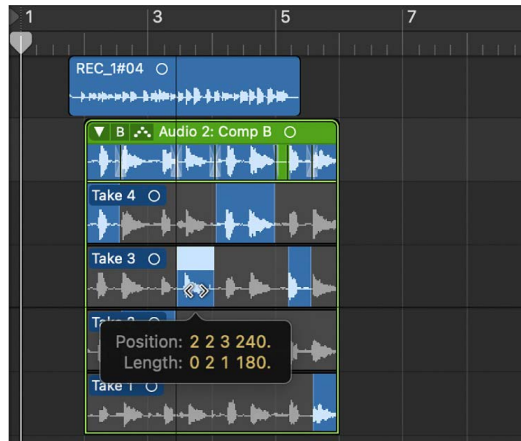 1 3 5 7
REC_1#04
B Audio 2: Comp B
Take 4
Take 3
Position: 2 2 3 240.
Length: 0 2 1 180.
Take 1